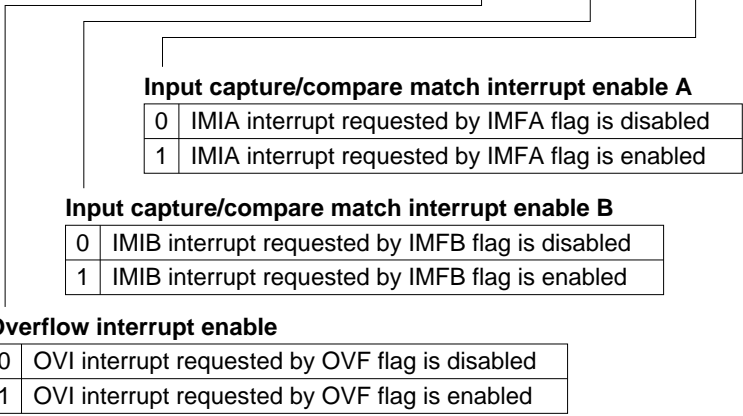 Input capture/compare match interrupt enable A
0 IMIA interrupt requested by IMFA flag is disabled
1 IMIA interrupt requested by IMFA flag is enabled
Input capture/compare match interrupt enable B
0 IMIB interrupt requested by IMFB flag is disabled
1 IMIB interrupt requested by IMFB flag is enabled
Overflow interrupt enable
0 OVI interrupt requested by OVF flag is disabled
1 OVI interrupt requested by OVF flag is enabled